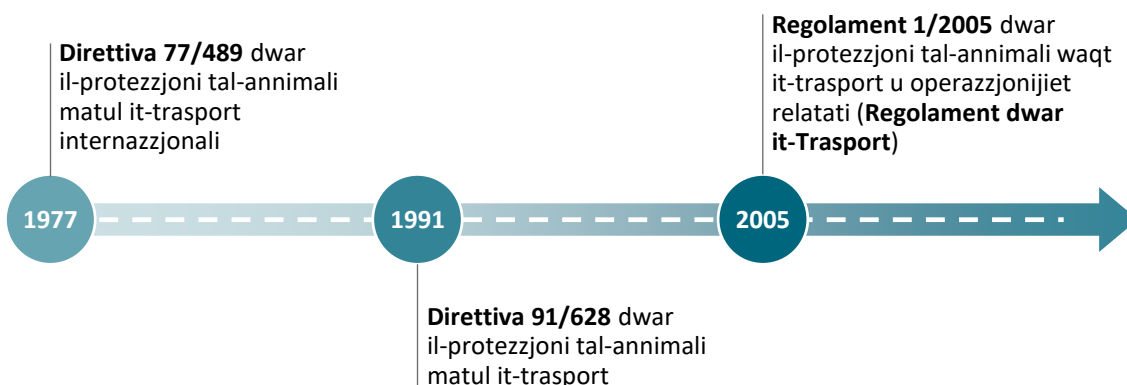 Direttiva 77/489 dwar
il-protezzjoni tal-annimali
matul it-trasport
internazzjonali
Regolament 1/2005 dwar
il-protezzjoni tal-annimali waqt
it-trasport u operazzjonijiet
relatati (Regolament dwar
it-Trasport)
1977
1991
2005
Direttiva 91/628 dwar
il-protezzjoni tal-annimali
matul it-trasport